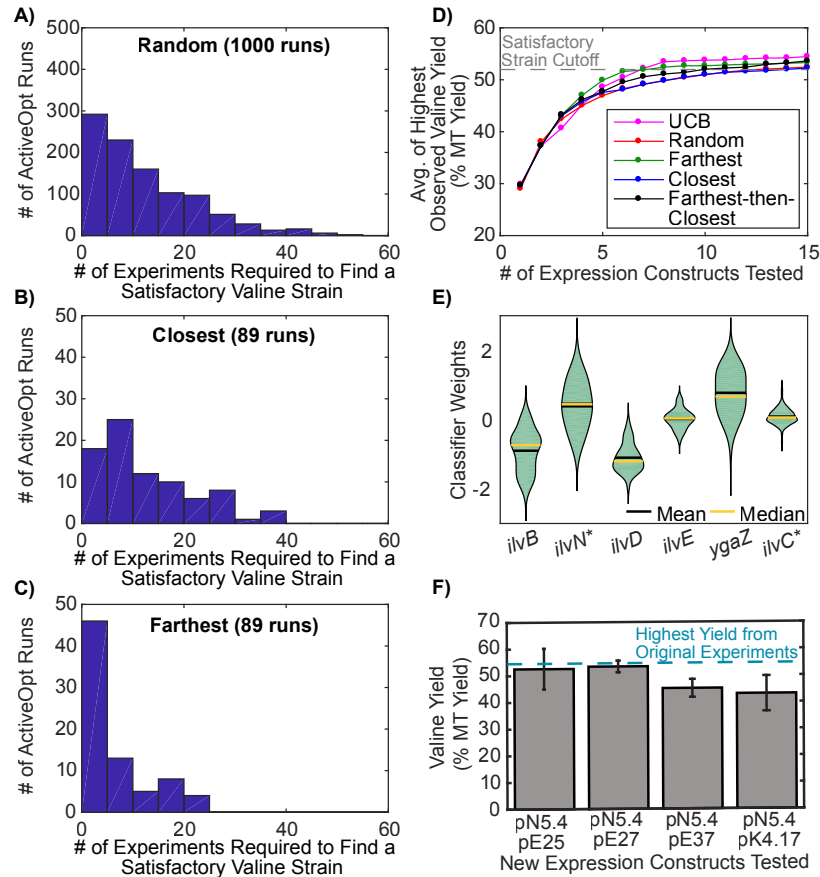 A)
Random (1000 runs)
# of ActiveOpt Runs
500
400
300
200
100
0
0
20
40
60
# of Experiments Required to Find a
Satisfactory Valine Strain
B)
Closest (89 runs)
# of ActiveOpt Runs
50
40
30
20
10
0
0
20
40
60
# of Experiments Required to Find a
Satisfactory Valine Strain
C)
Farthest (89 runs)
# of ActiveOpt Runs
50
40
30
20
10
0
0
20
40
60
# of Experiments Required to Find a
Satisfactory Valine Strain
D)
Avg. of Highest
Observed Valine Yield
(% MT Yield)
60
50
40
30
20
Satisfactory
Strain Cutoff
UCB
Random
Farthest
Closest
Farthest-then-
Closest
0
5
10
15
# of Expression Constructs Tested
E)
Classifier Weights
2
0
-2
Mean
Median
ilvB
ilvN*
ilvD
ilvE
ygaZ
ilvC*
F)
Valine Yield
(% MT Yield)
70
60
50
40
30
20
10
0
Highest Yield from
Original Experiments
pN5.4
pE25
pN5.4
pE27
pN5.4
pE37
pN5.4
pK4.17
New Expression Constructs Tested